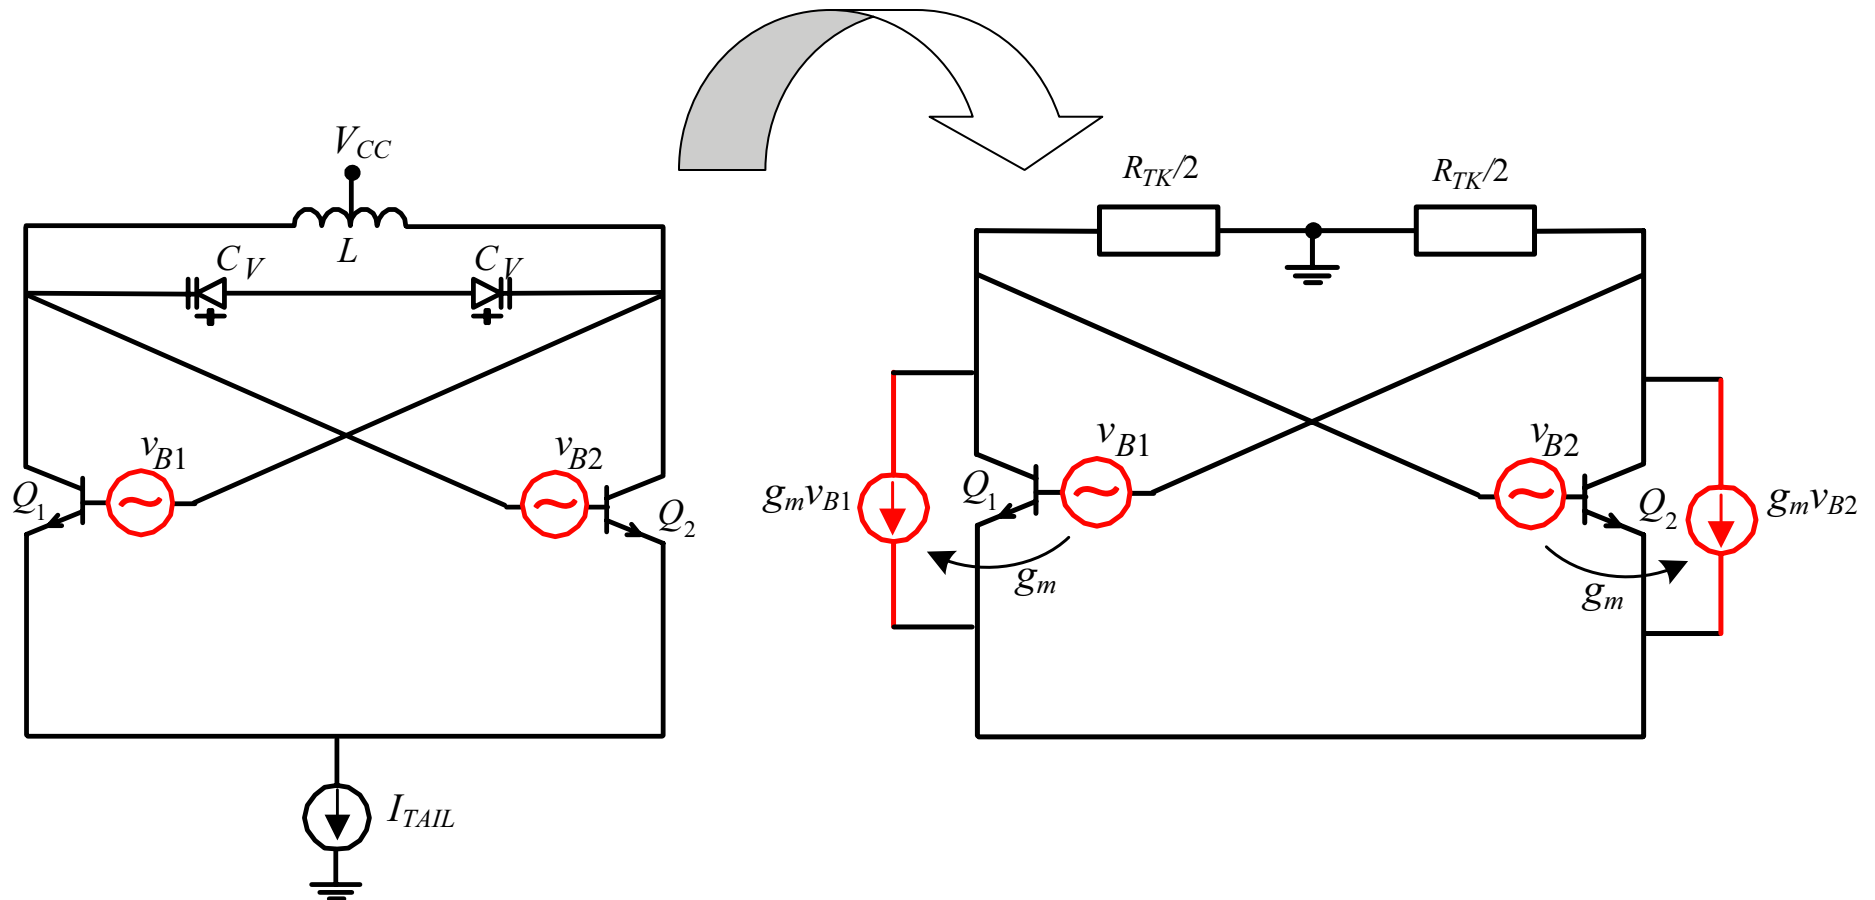 V_CC
L
C_V
C_V
v_B1
v_B2
Q_1
Q_2
I_TAIL
R_TK/2
R_TK/2
v_B1
v_B2
Q_1
Q_2
g_m v_B1
g_m v_B2
g_m
g_m